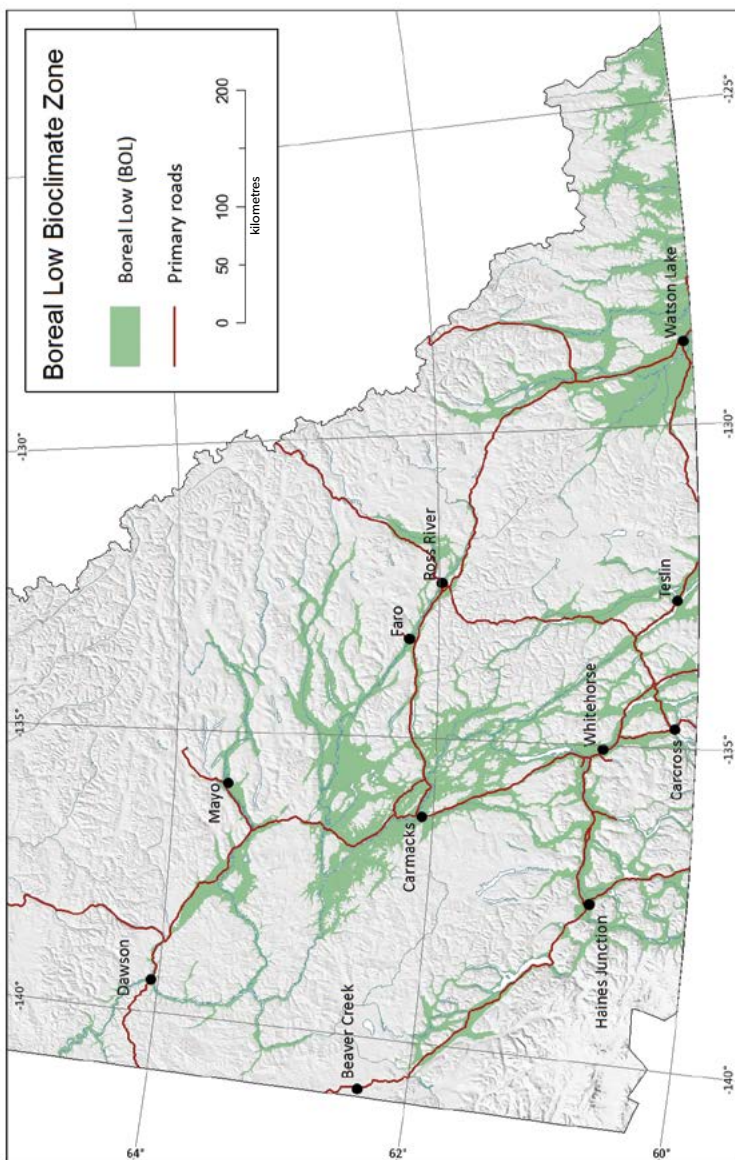 Boreal Low Bioclimate Zone
Boreal Low (BOL)
Primary roads
0 50 100 200
kilometres
-140° -135° -130°
64°
62°
60°
Dawson
Mayo
Beaver Creek
Carmacks
Faro
Ross River
Haines Junction
Whitehorse
Carcross
Teslin
Watson Lake
-140° -135° -130° -125°